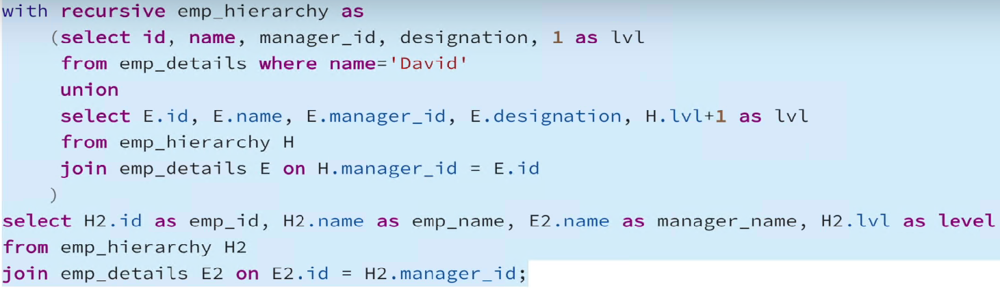 with recursive emp_hierarchy as
(select id, name, manager_id, designation, 1 as lvl
from emp_details where name='David'
union
select E.id, E.name, E.manager_id, E.designation, H.lvl+1 as lvl
from emp_hierarchy H
join emp_details E on H.manager_id = E.id
)
select H2.id as emp_id, H2.name as emp_name, E2.name as manager_name, H2.lvl as level
from emp_hierarchy H2
join emp_details E2 on E2.id = H2.manager_id;